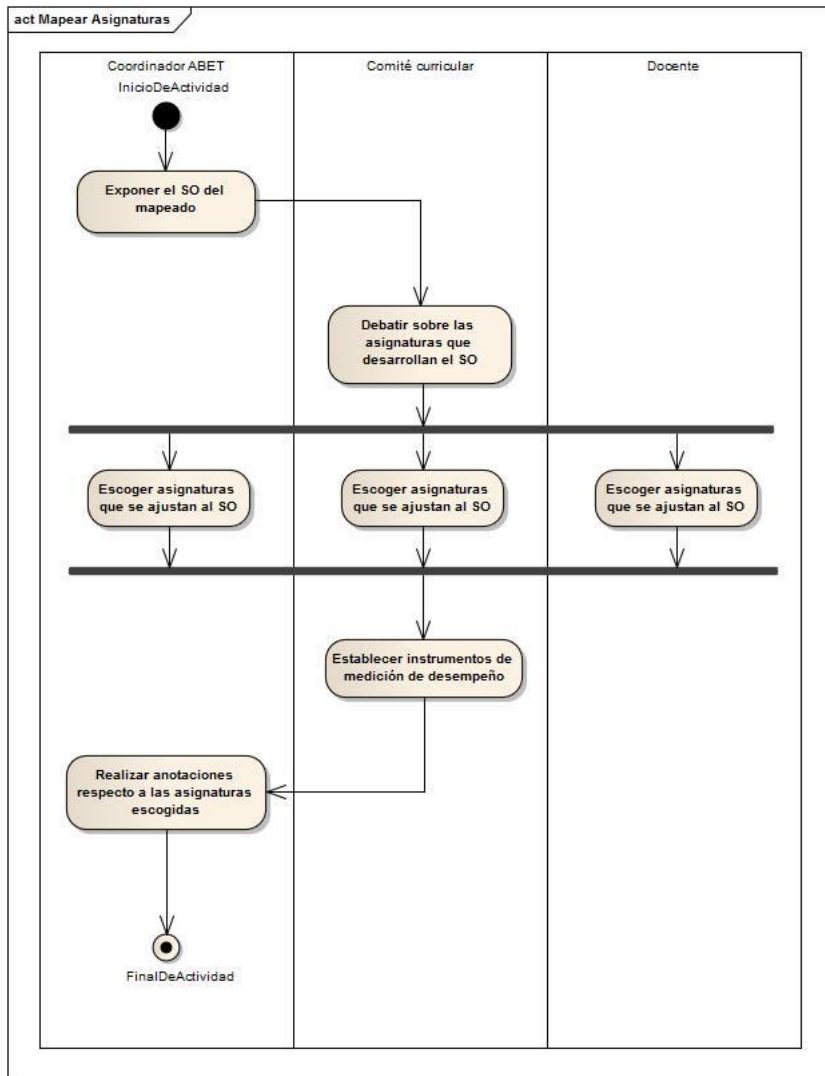 act Mapear Asignaturas
Coordinador ABET
Comité curricular
Docente
InicioDeActividad
Exponer el SO del
mapeado
Debatir sobre las
asignaturas que
desarrollan el SO
Escoger asignaturas
que se ajustan al SO
Escoger asignaturas
que se ajustan al SO
Escoger asignaturas
que se ajustan al SO
Establecer instrumentos de
medición de desempeño
Realizar anotaciones
respecto a las asignaturas
escogidas
FinalDeActividad